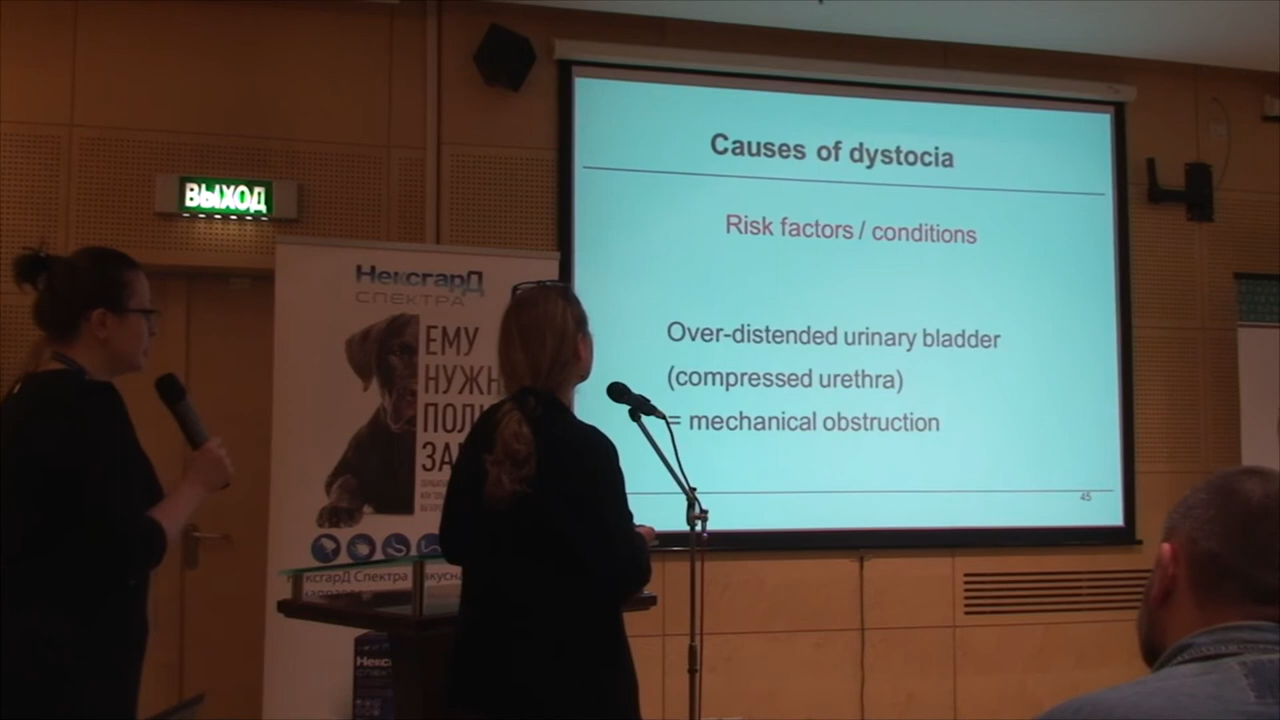 Causes of dystocia
Risk factors / conditions
Over-distended urinary bladder
(compressed urethra)
= mechanical obstruction
45
ВЫХОД
НексгарД
СПЕКТРА
ЕМУ
НУЖН
ПОЛ
ЗА
НексгарД Спектра